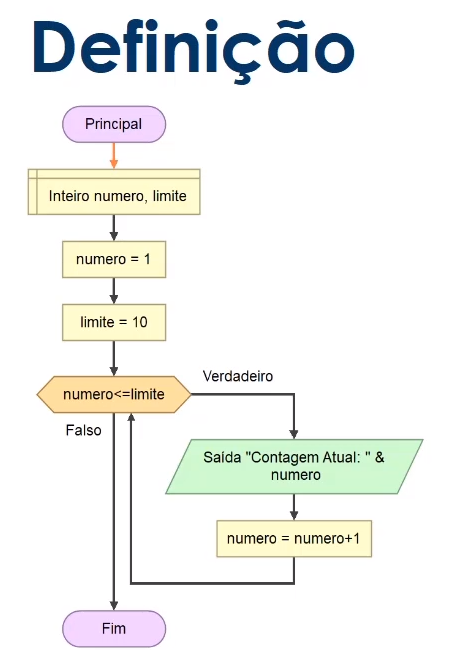 Definição
Principal
Inteiro numero, limite
numero = 1
limite = 10
numero<=limite
Verdadeiro
Falso
Saída "Contagem Atual: " &
numero
numero = numero+1
Fim